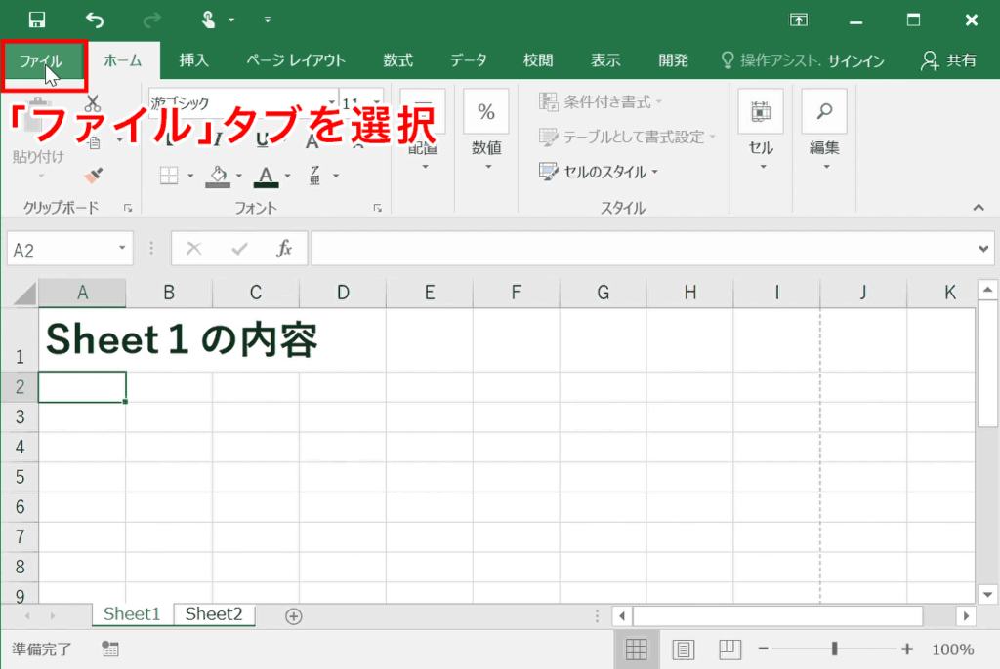 ファイル ホーム 挿入 ページ レイアウト 数式 データ 校閲 表示 開発 操作アシスト. サインイン 共有
游ゴシック 11
「ファイル」タブを選択
貼り付け
配置 % 数値
条件付き書式
テーブルとして書式設定
セルのスタイル
セル 編集
クリップボード フォント スタイル
A2 fx
A B C D E F G H I J K
1 Sheet 1 の内容
2
3
4
5
6
7
8
9
Sheet1 Sheet2
準備完了 100%